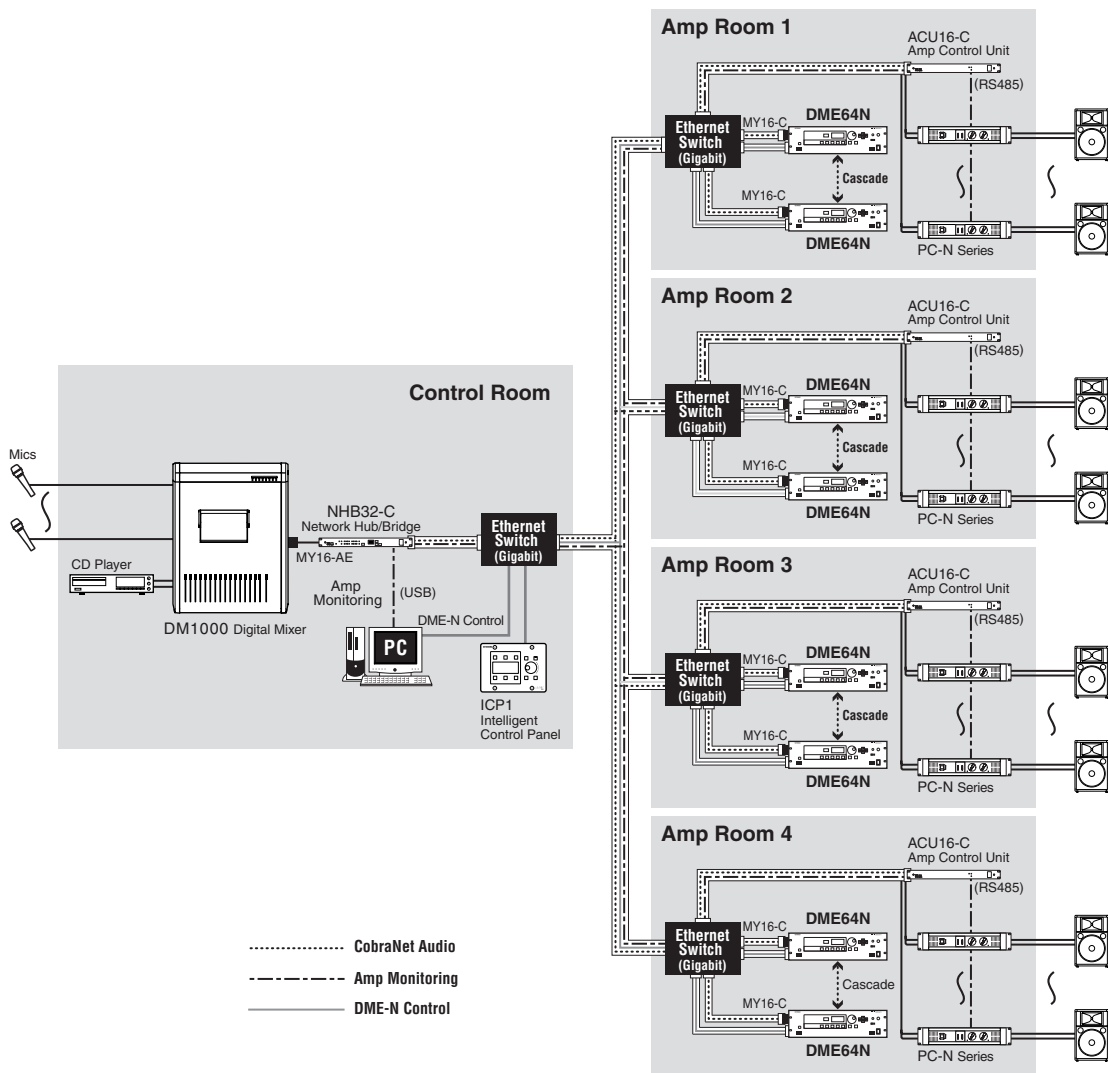 Control Room
Mics
CD Player
DM1000 Digital Mixer
NHB32-C
Network Hub/Bridge
MY16-AE
Amp
Monitoring
(USB)
PC
DME-N Control
Ethernet
Switch
(Gigabit)
ICP1
Intelligent
Control Panel
Amp Room 1
ACU16-C
Amp Control Unit
(RS485)
Ethernet
Switch
(Gigabit)
MY16-C
DME64N
Cascade
MY16-C
DME64N
PC-N Series
Amp Room 2
ACU16-C
Amp Control Unit
(RS485)
Ethernet
Switch
(Gigabit)
MY16-C
DME64N
Cascade
MY16-C
DME64N
PC-N Series
Amp Room 3
ACU16-C
Amp Control Unit
(RS485)
Ethernet
Switch
(Gigabit)
MY16-C
DME64N
Cascade
MY16-C
DME64N
PC-N Series
Amp Room 4
ACU16-C
Amp Control Unit
(RS485)
Ethernet
Switch
(Gigabit)
MY16-C
DME64N
Cascade
MY16-C
DME64N
PC-N Series
CobraNet Audio
Amp Monitoring
DME-N Control